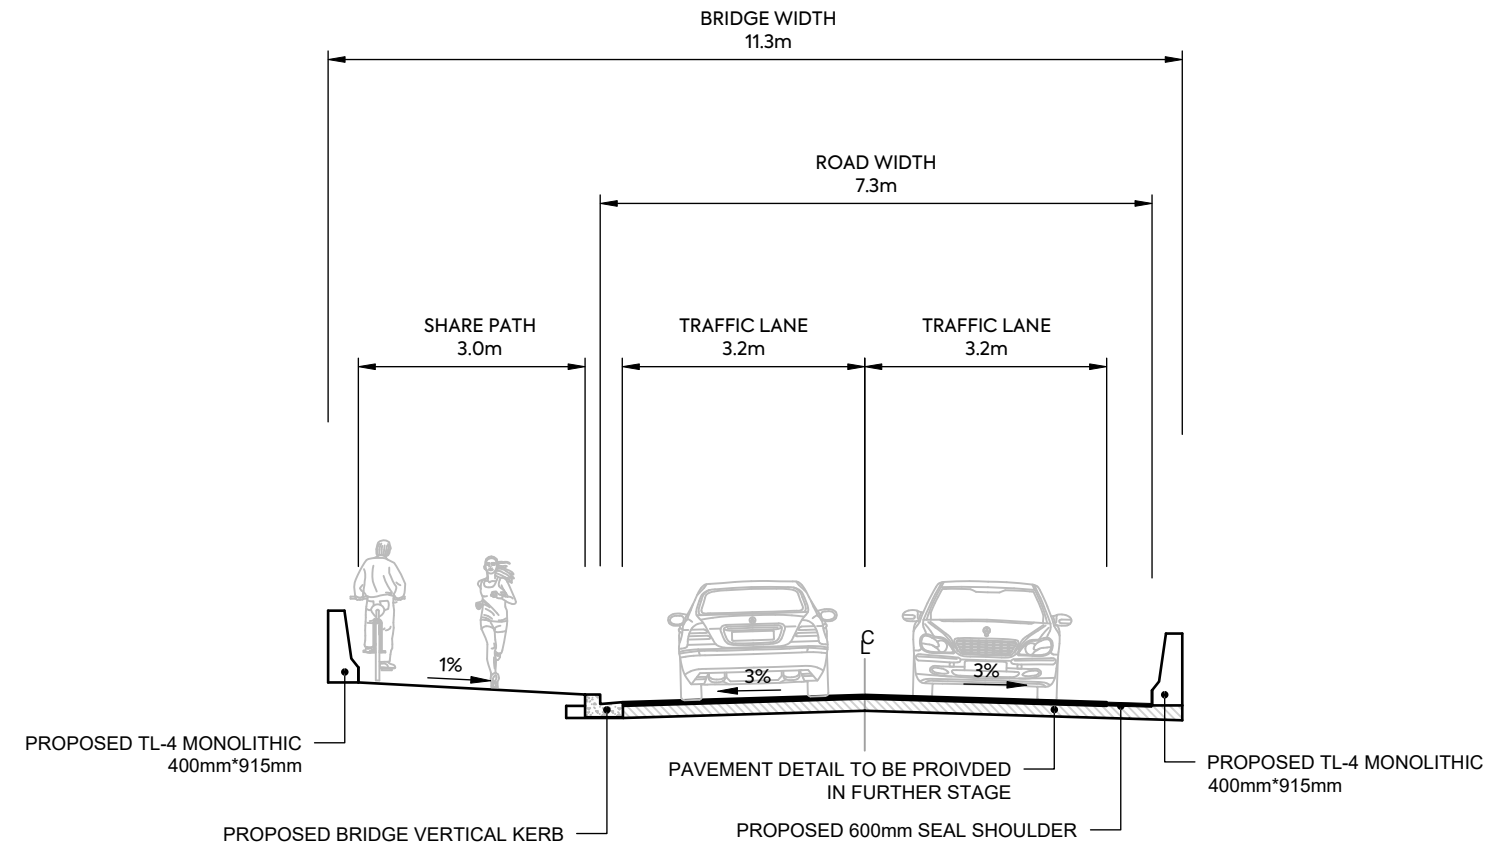 BRIDGE WIDTH
11.3m
ROAD WIDTH
7.3m
SHARE PATH
3.0m
TRAFFIC LANE
3.2m
TRAFFIC LANE
3.2m
CL
1%
3%
3%
PROPOSED TL-4 MONOLITHIC
400mm*915mm
PROPOSED BRIDGE VERTICAL KERB
PAVEMENT DETAIL TO BE PROIVDED
IN FURTHER STAGE
PROPOSED 600mm SEAL SHOULDER
PROPOSED TL-4 MONOLITHIC
400mm*915mm